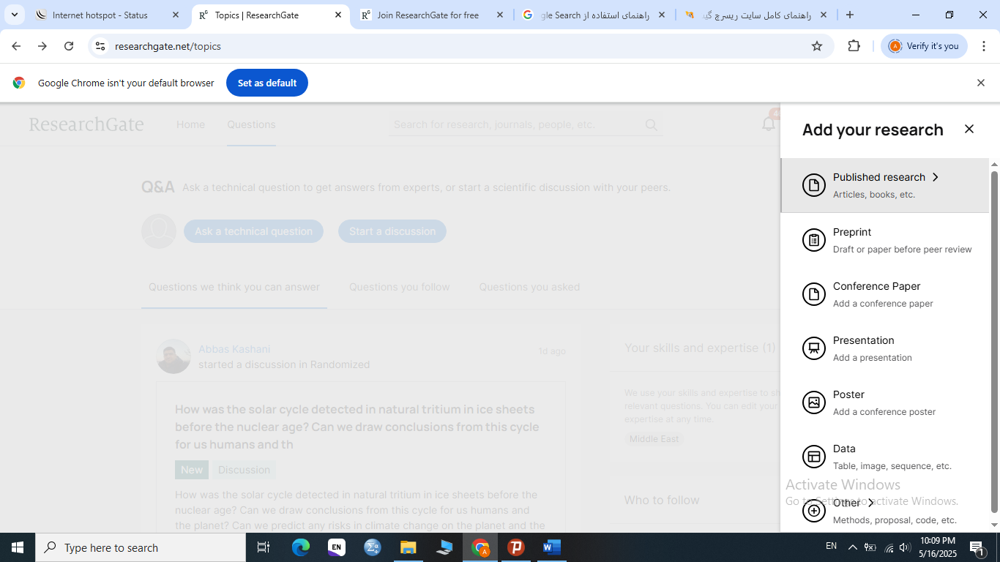 Internet hotspot - Status
Topics | ResearchGate
Join ResearchGate for free
راهنمای استفاده از gle Search
راهنمای کامل سایت ریسرچ گی
researchgate.net/topics
Verify it's you
Google Chrome isn't your default browser
Set as default
ResearchGate
Home
Questions
Search for research, journals, people, etc.
Q&A
Ask a technical question to get answers from experts, or start a scientific discussion with your peers.
Ask a technical question
Start a discussion
Questions we think you can answer
Questions you follow
Questions you asked
Abbas Kashani
1d ago
started a discussion in Randomized
How was the solar cycle detected in natural tritium in ice sheets
before the nuclear age? Can we draw conclusions from this cycle
for us humans and th
New
Discussion
How was the solar cycle detected in natural tritium in ice sheets before the
nuclear age? Can we draw conclusions from this cycle for us humans and
the planet? Can we predict any risks in climate change on the planet and the
Your skills and expertise (1)
We use your skills and expertise to sh
relevant questions. You can edit your
expertise at any time.
Middle East
Who to follow
Add your research
Published research
Articles, books, etc.
Preprint
Draft or paper before peer review
Conference Paper
Add a conference paper
Presentation
Add a presentation
Poster
Add a conference poster
Data
Table, image, sequence, etc.
Activate Windows
Go to Settings to activate Windows.
Other
Methods, proposal, code, etc.
Type here to search
EN
EN
10:09 PM
5/16/2025
1